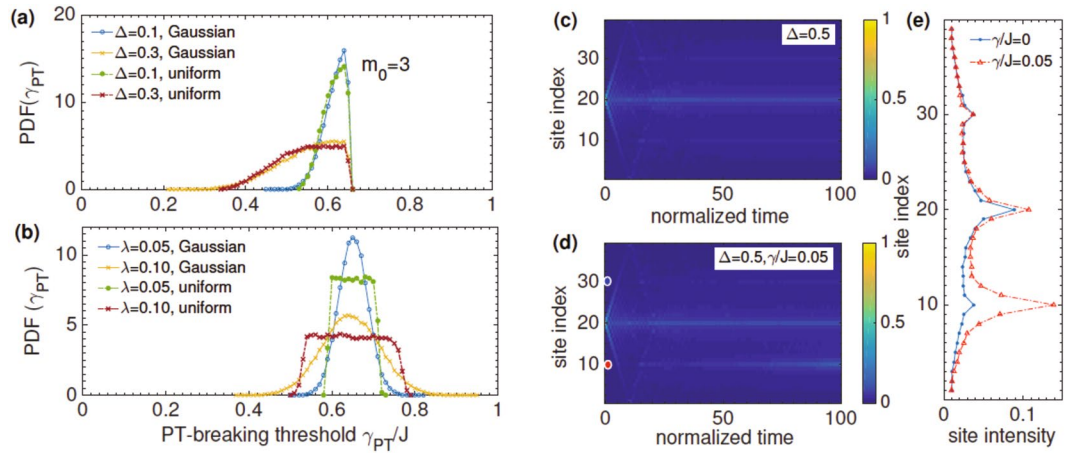 (a)
Δ=0.1, Gaussian
Δ=0.3, Gaussian
Δ=0.1, uniform
Δ=0.3, uniform
m₀=3
PDF(γ_PT)
20
10
0
0 0.2 0.4 0.6 0.8 1
(b)
λ=0.05, Gaussian
λ=0.10, Gaussian
λ=0.05, uniform
λ=0.10, uniform
PDF (γ_PT)
10
5
0
0 0.2 0.4 0.6 0.8 1
PT-breaking threshold γ_PT/J
(c)
Δ=0.5
site index
30
20
10
0 50 100
normalized time
1
0.5
0
(d)
Δ=0.5,γ/J=0.05
site index
30
20
10
0 50 100
normalized time
1
0.5
0
(e)
γ/J=0
γ/J=0.05
site index
30
20
10
0 0.1
site intensity